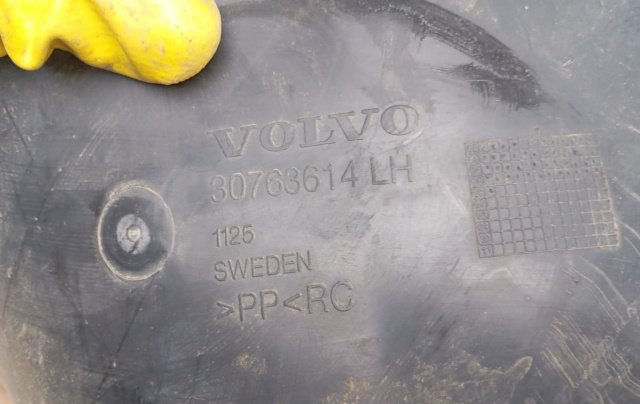 VOLVO
30763614 LH
1125
SWEDEN
>PP<RC